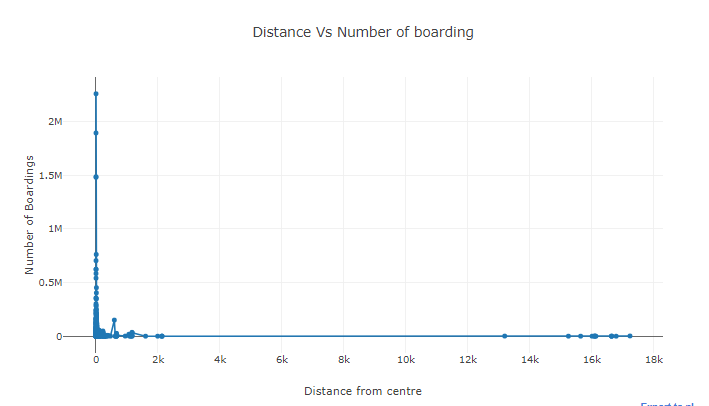 Distance Vs Number of boarding
Number of Boardings
2M
1.5M
1M
0.5M
0
0 2k 4k 6k 8k 10k 12k 14k 16k 18k
Distance from centre